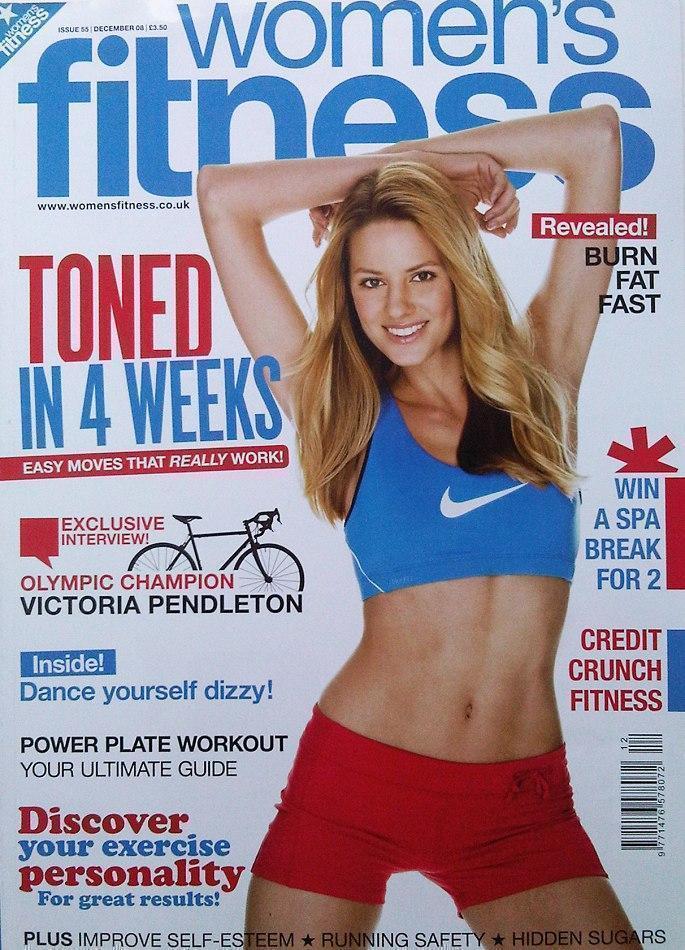 women's fitness
ISSUE 55 | DECEMBER 08 | £3.50
women's
fitness
www.womensfitness.co.uk
Revealed!
BURN
FAT
FAST
TONED
IN 4 WEEKS
EASY MOVES THAT REALLY WORK!
WIN
A SPA
BREAK
FOR 2
EXCLUSIVE
INTERVIEW!
OLYMPIC CHAMPION
VICTORIA PENDLETON
CREDIT
CRUNCH
FITNESS
Inside!
Dance yourself dizzy!
POWER PLATE WORKOUT
YOUR ULTIMATE GUIDE
12
9 771476 578072
Discover
your exercise
personality
For great results!
PLUS IMPROVE SELF-ESTEEM ★ RUNNING SAFETY ★ HIDDEN SUGARS